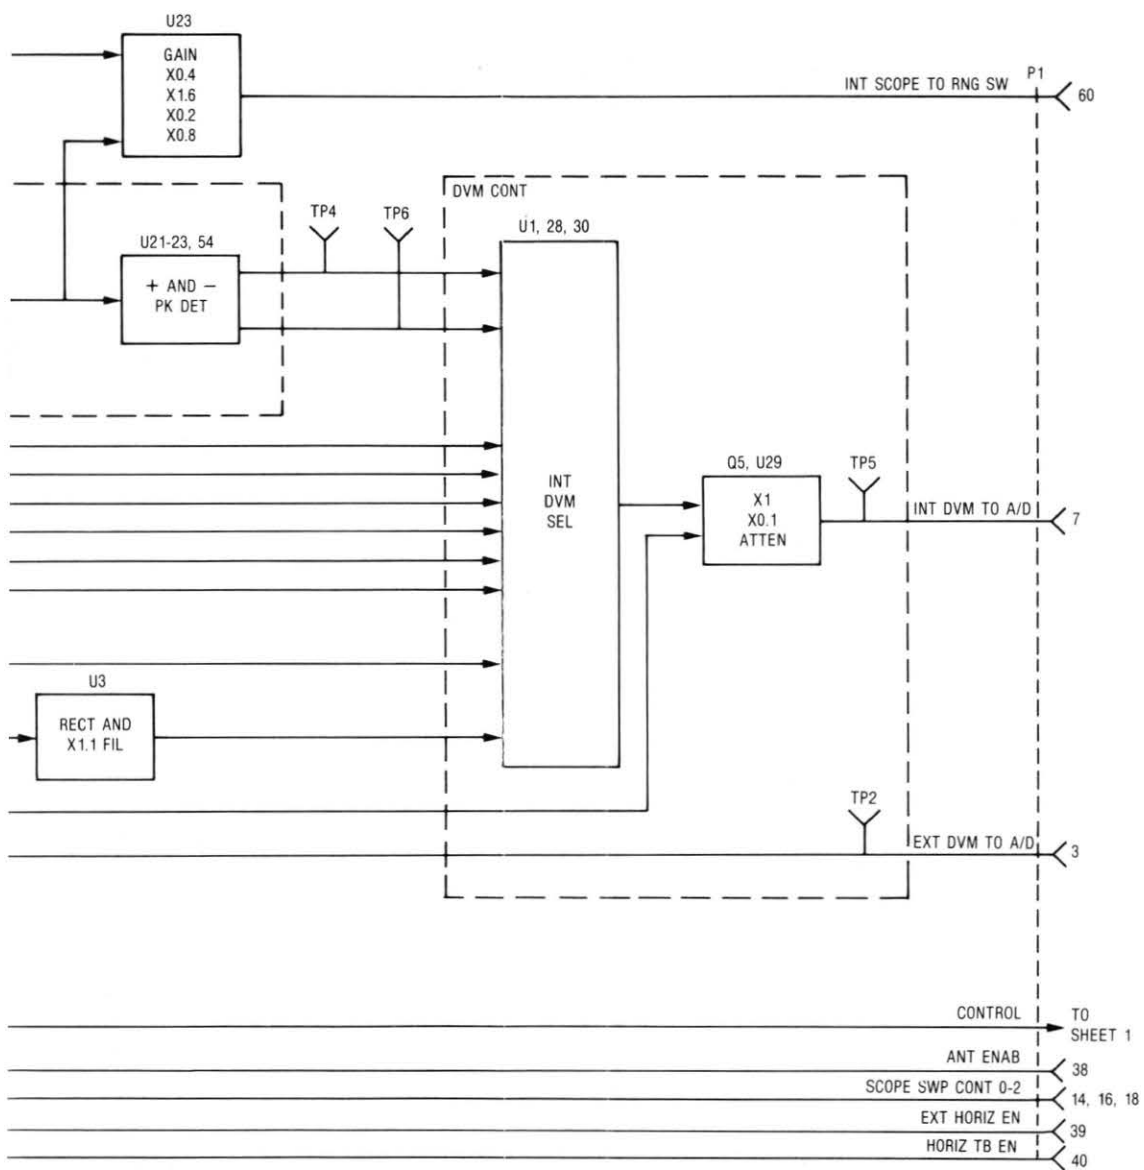 U23
GAIN
X0.4
X1.6
X0.2
X0.8
INT SCOPE TO RNG SW
P1
60
DVM CONT
TP4
TP6
U1, 28, 30
U21-23, 54
+ AND −
PK DET
INT
DVM
SEL
Q5, U29
X1
X0.1
ATTEN
TP5
INT DVM TO A/D
7
U3
RECT AND
X1.1 FIL
TP2
EXT DVM TO A/D
3
CONTROL
TO
SHEET 1
ANT ENAB
38
SCOPE SWP CONT 0-2
14, 16, 18
EXT HORIZ EN
39
HORIZ TB EN
40